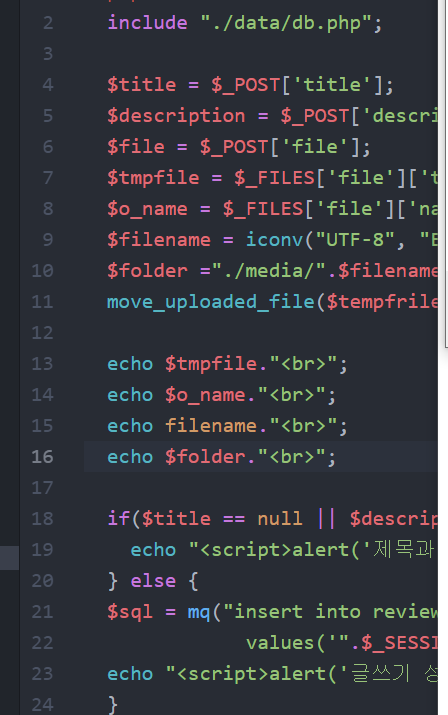 2 include "./data/db.php";
3
4 $title = $_POST['title'];
5 $description = $_POST['descri
6 $file = $_POST['file'];
7 $tmpfile = $_FILES['file']['t
8 $o_name = $_FILES['file']['na
9 $filename = iconv("UTF-8", "E
10 $folder ="./media/".$filename
11 move_uploaded_file($tempfrile
12
13 echo $tmpfile."<br>";
14 echo $o_name."<br>";
15 echo filename."<br>";
16 echo $folder."<br>";
17
18 if($title == null || $descrip
19 echo "<script>alert('제목과
20 } else {
21 $sql = mq("insert into review
22 values('".$_SESSI
23 echo "<script>alert('글쓰기 성
24 }